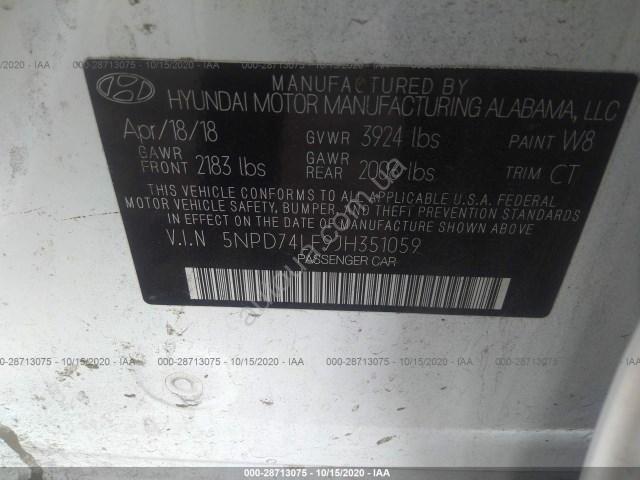 000-28713075 - 10/15/2020 - IAA
MANUFACTURED BY
HYUNDAI MOTOR MANUFACTURING ALABAMA, LLC
Apr/18/18 GVWR 3924 lbs PAINT W8
GAWR FRONT 2183 lbs GAWR REAR lbs TRIM CT
THIS VEHICLE CONFORMS TO ALL APPLICABLE U.S.A. FEDERAL
MOTOR VEHICLE SAFETY, BUMPER, AND THEFT PREVENTION STANDARDS
IN EFFECT ON THE DATE OF MANUFACTURE SHOWN ABOVE.
V.I.N
PASSENGER CAR
000-28713075 - 10/15/2020 - IAA
000-28713075 - 10/15/2020 - IAA